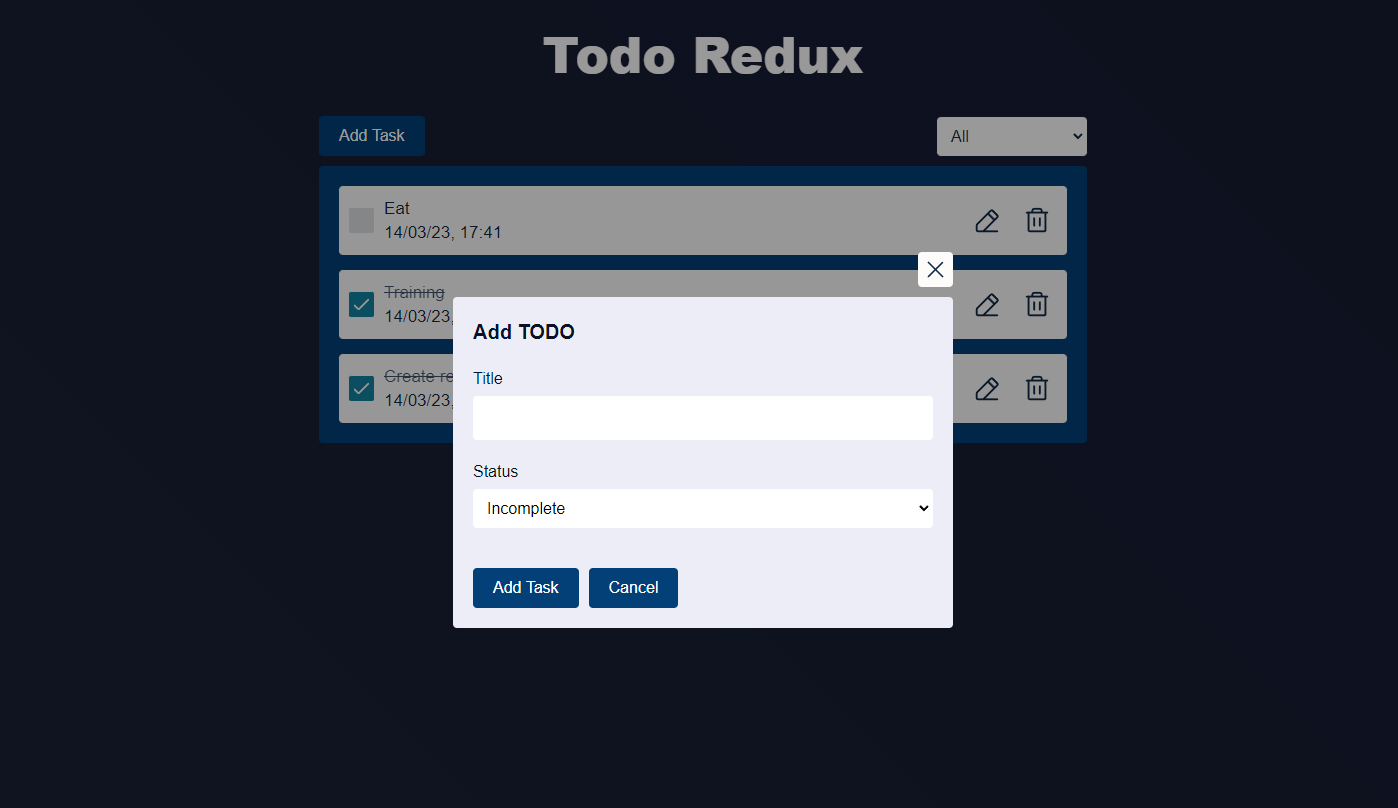 Todo Redux
Add Task
All
Eat
14/03/23, 17:41
Training
14/03/23,
Create
14/03/23,
Add TODO
Title
Status
Incomplete
Add Task
Cancel